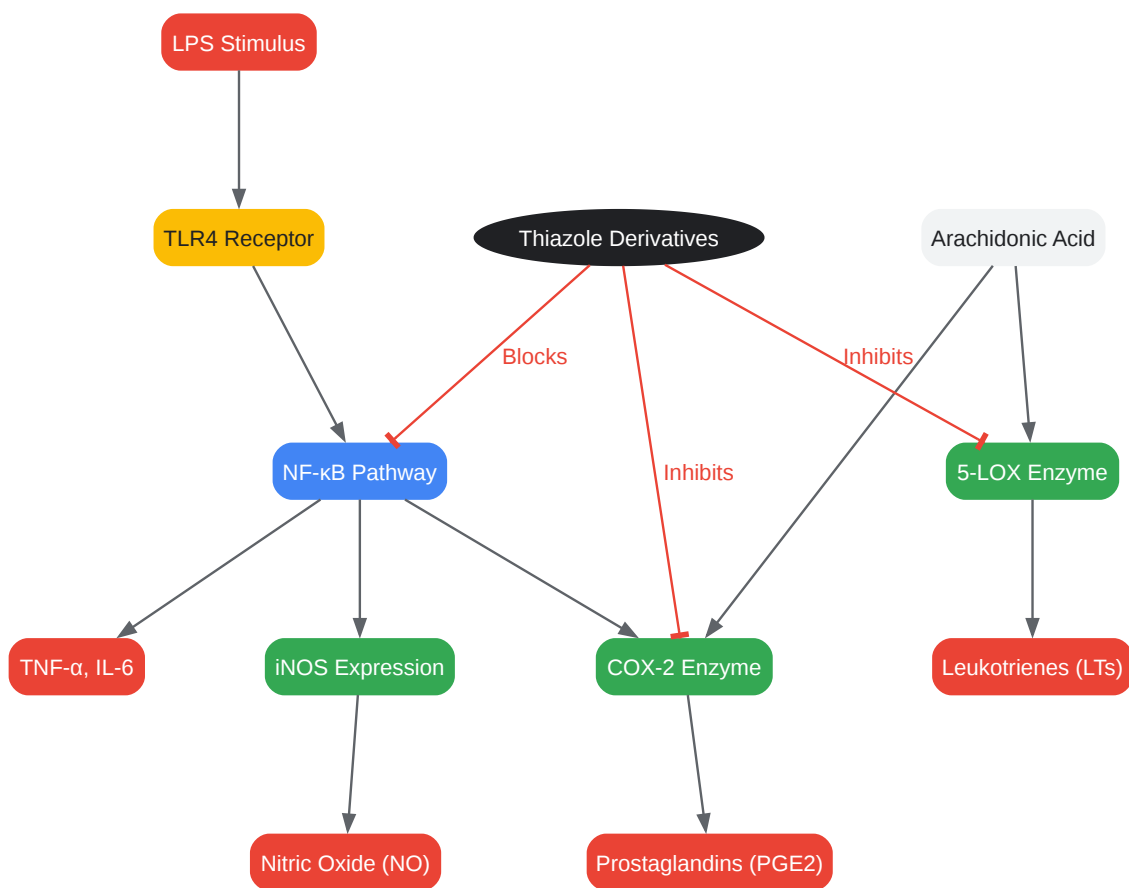 LPS Stimulus
TLR4 Receptor
Thiazole Derivatives
Arachidonic Acid
Blocks
Inhibits
NF-κB Pathway
Inhibits
5-LOX Enzyme
TNF-α, IL-6
iNOS Expression
COX-2 Enzyme
Leukotrienes (LTs)
Nitric Oxide (NO)
Prostaglandins (PGE2)